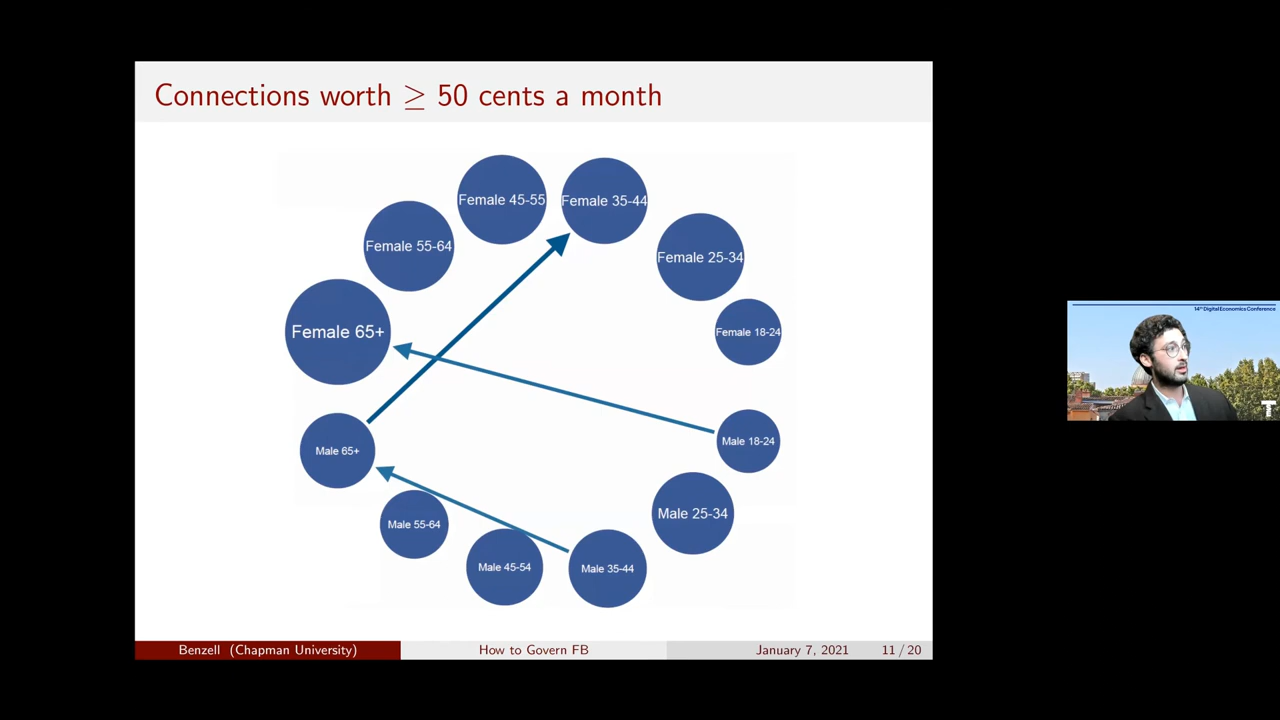 Connections worth ≥ 50 cents a month
Female 45-55
Female 35-44
Female 55-64
Female 25-34
Female 65+
Female 18-24
Male 65+
Male 18-24
Male 55-64
Male 25-34
Male 45-54
Male 35-44
Benzell (Chapman University)
How to Govern FB
January 7, 2021
11 / 20
14th Digital Economics Conference
T